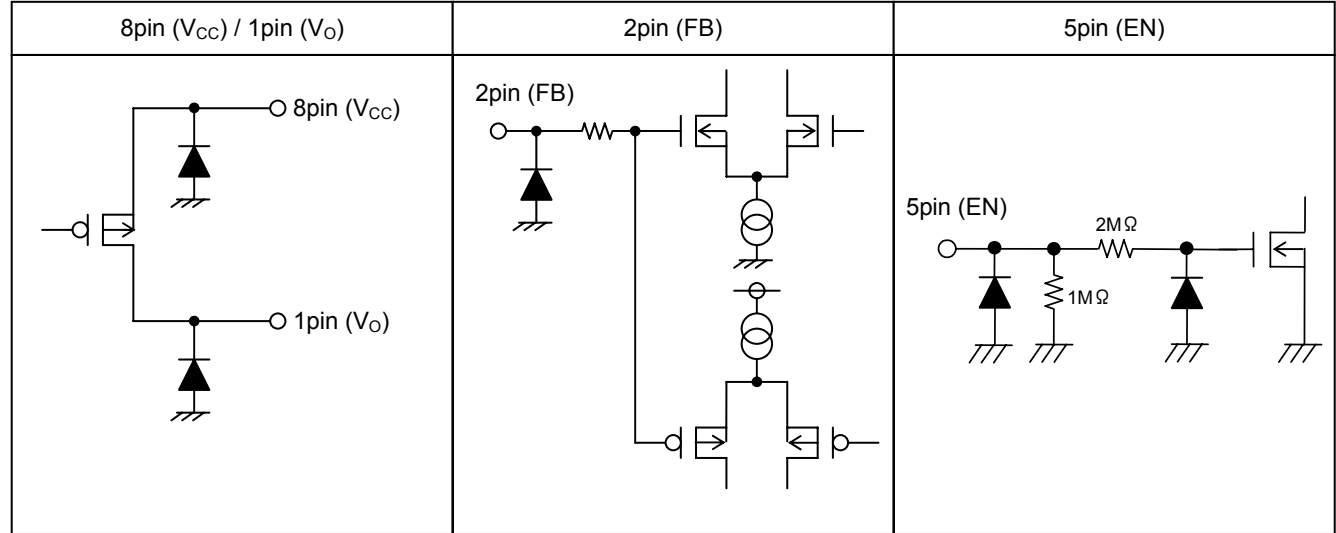 8pin (VCC) / 1pin (VO)
2pin (FB)
5pin (EN)
8pin (VCC)
1pin (VO)
2pin (FB)
5pin (EN)
2MΩ
1MΩ